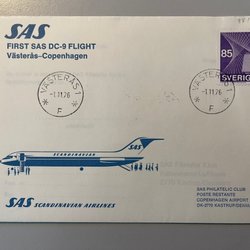 SAS
FIRST SAS DC-9 FLIGHT
Västerås-Copenhagen
85
SVERIGE
VÄSTERÅS 1
-1.11.76
F
VÄSTERÅS 1
-1.11.76
F
SCANDINAVIAN
SAS SCANDINAVIAN AIRLINES
SAS PHILATELIC CLUB
POSTE RESTANTE
COPENHAGEN AIRPORT
DK-2770 KASTRUP/DENMARK